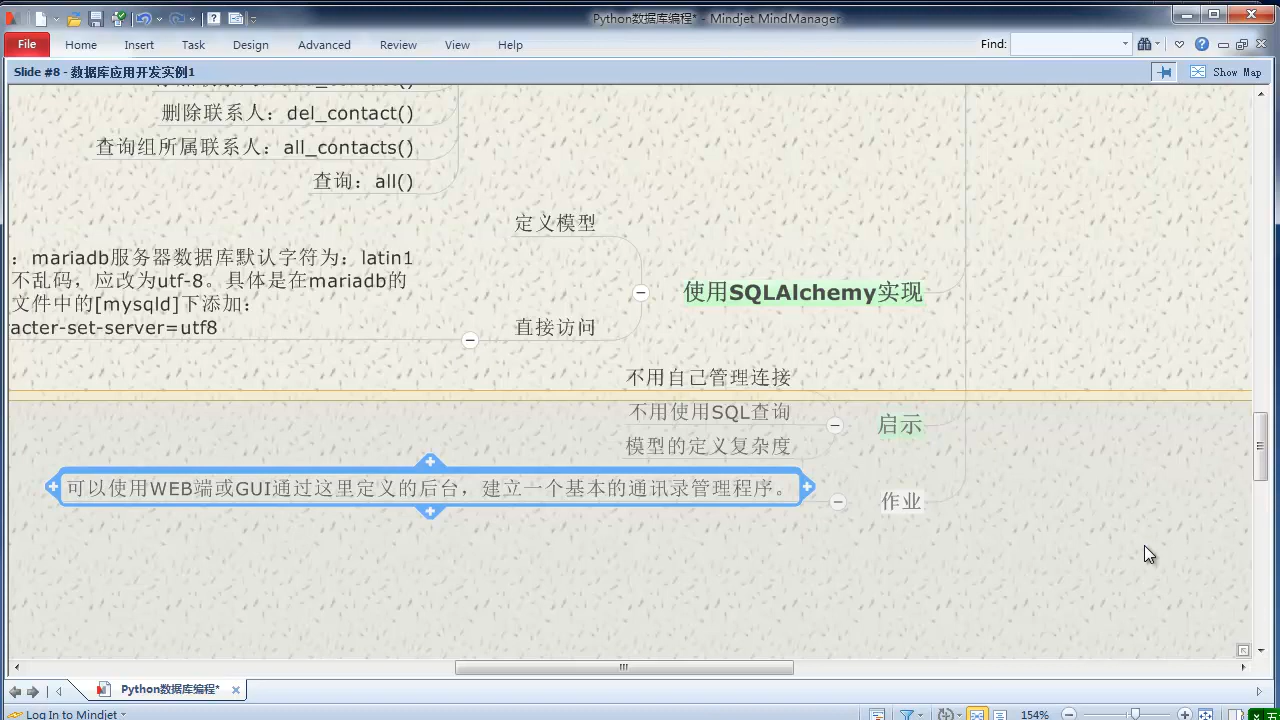 Python数据库编程* - Mindjet MindManager
File Home Insert Task Design Advanced Review View Help Find:
Slide #8 - 数据库应用开发实例1 Show Map
删除联系人：del_contact()
查询组所属联系人：all_contacts()
查询：all()
定义模型
：mariadb服务器数据库默认字符为：latin1
不乱码，应改为utf-8。具体是在mariadb的
文件中的[mysqld]下添加：
acter-set-server=utf8
直接访问
使用SQLAlchemy实现
不用自己管理连接
不用使用SQL查询
模型的定义复杂度
启示
可以使用WEB端或GUI通过这里定义的后台，建立一个基本的通讯录管理程序。
作业
Python数据库编程*
Log In to Mindjet 154%